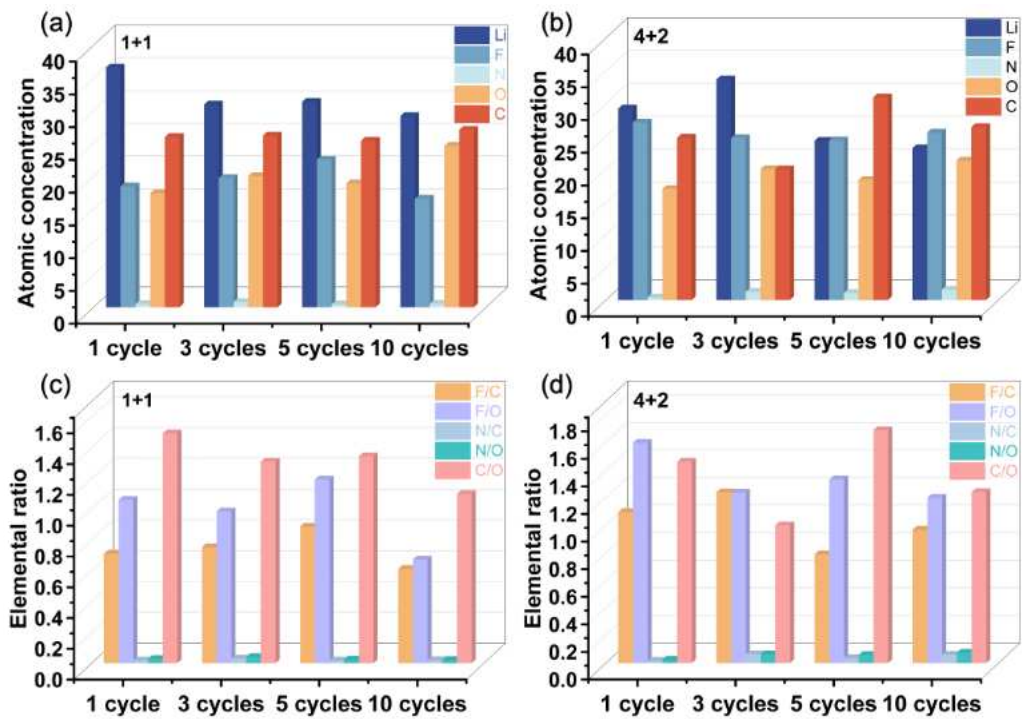 (a)
1+1
Li
F
N
O
C
Atomic concentration
40
35
30
25
20
15
10
5
0
1 cycle 3 cycles 5 cycles 10 cycles
(b)
4+2
Li
F
N
O
C
Atomic concentration
40
35
30
25
20
15
10
5
0
1 cycle 3 cycles 5 cycles 10 cycles
(c)
1+1
F/C
F/O
N/C
N/O
C/O
Elemental ratio
1.6
1.4
1.2
1.0
0.8
0.6
0.4
0.2
0.0
1 cycle 3 cycles 5 cycles 10 cycles
(d)
4+2
F/C
F/O
N/C
N/O
C/O
Elemental ratio
1.8
1.6
1.4
1.2
1.0
0.8
0.6
0.4
0.2
0.0
1 cycle 3 cycles 5 cycles 10 cycles